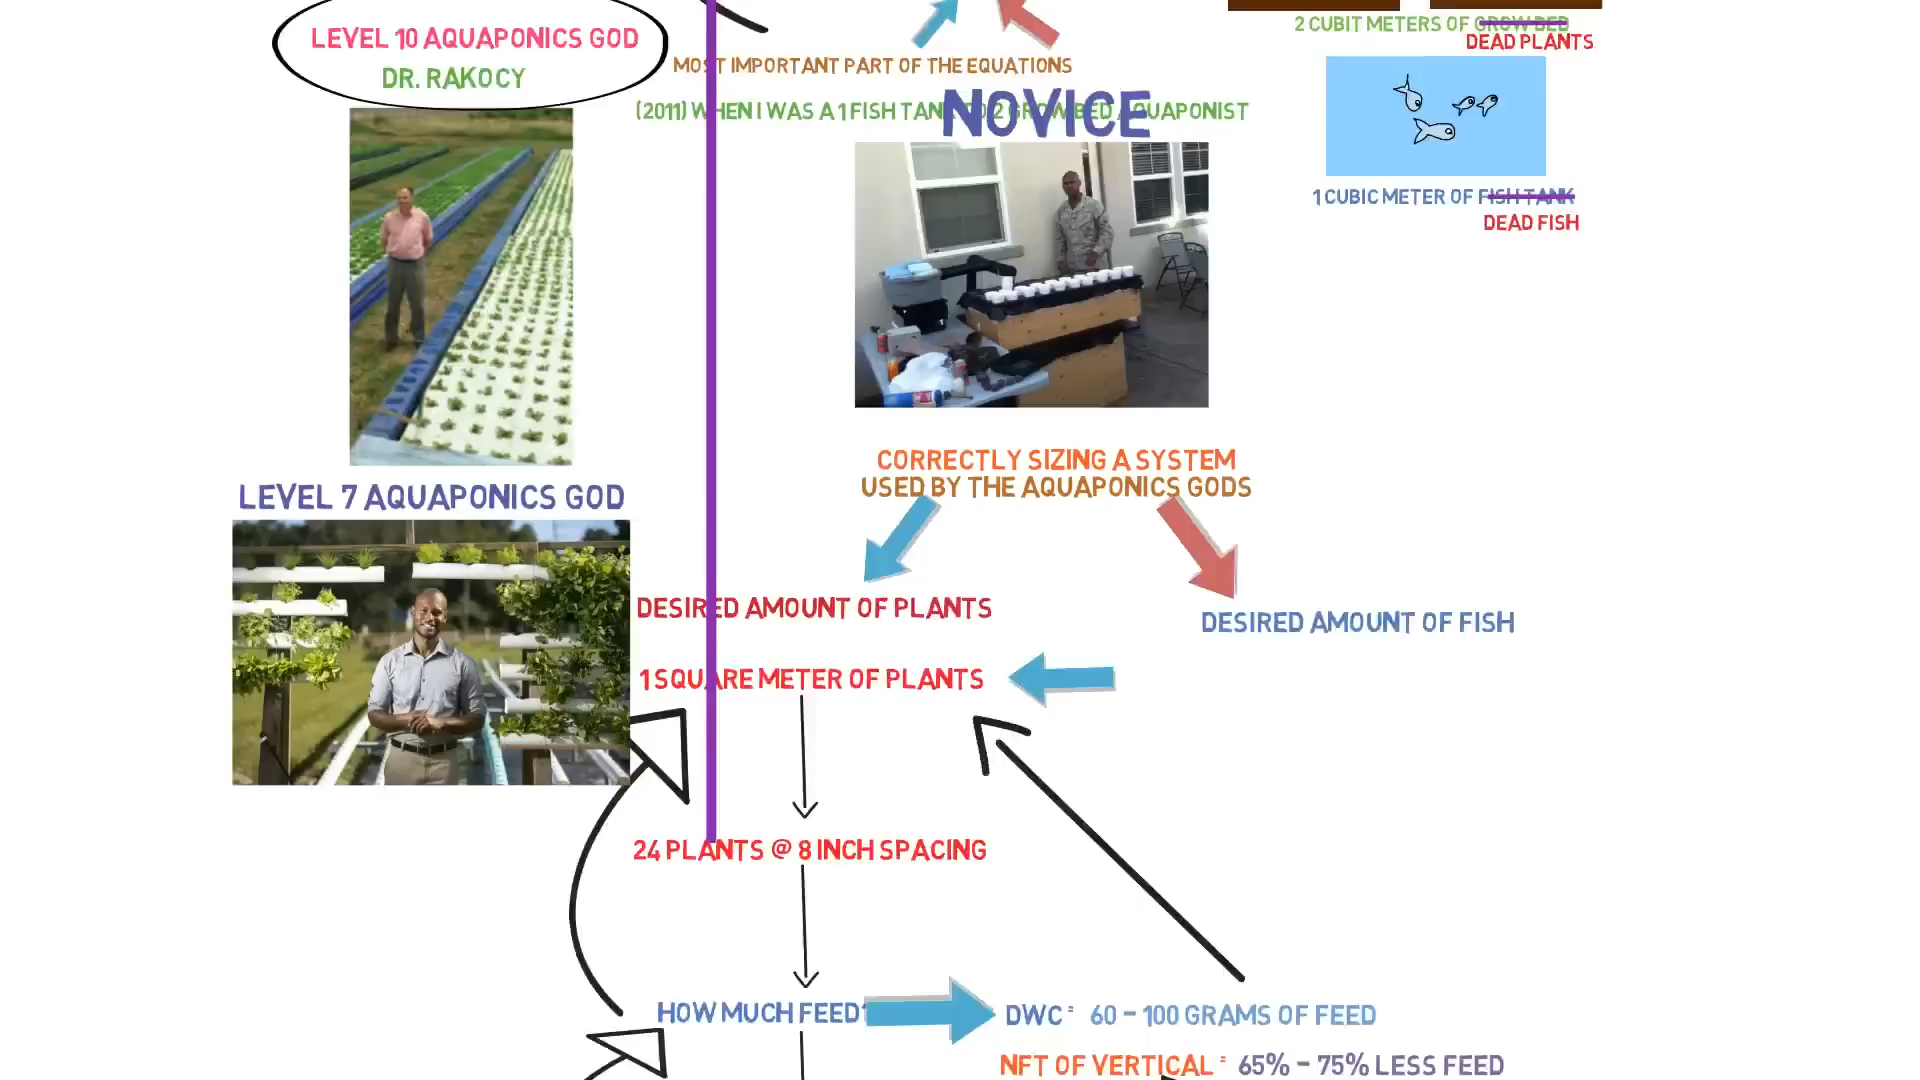 LEVEL 10 AQUAPONICS GOD
DR. RAKOCY
LEVEL 7 AQUAPONICS GOD
MOST IMPORTANT PART OF THE EQUATIONS
(2011) WHEN I WAS A 1 FISH TANK TO 2 GROW BED AQUAPONIST
NOVICE
2 CUBIT METERS OF GROW BED
DEAD PLANTS
1 CUBIC METER OF FISH TANK
DEAD FISH
CORRECTLY SIZING A SYSTEM
USED BY THE AQUAPONICS GODS
DESIRED AMOUNT OF PLANTS
DESIRED AMOUNT OF FISH
1 SQUARE METER OF PLANTS
24 PLANTS @ 8 INCH SPACING
HOW MUCH FEED?
DWC = 60 - 100 GRAMS OF FEED
NFT OF VERTICAL = 65% - 75% LESS FEED